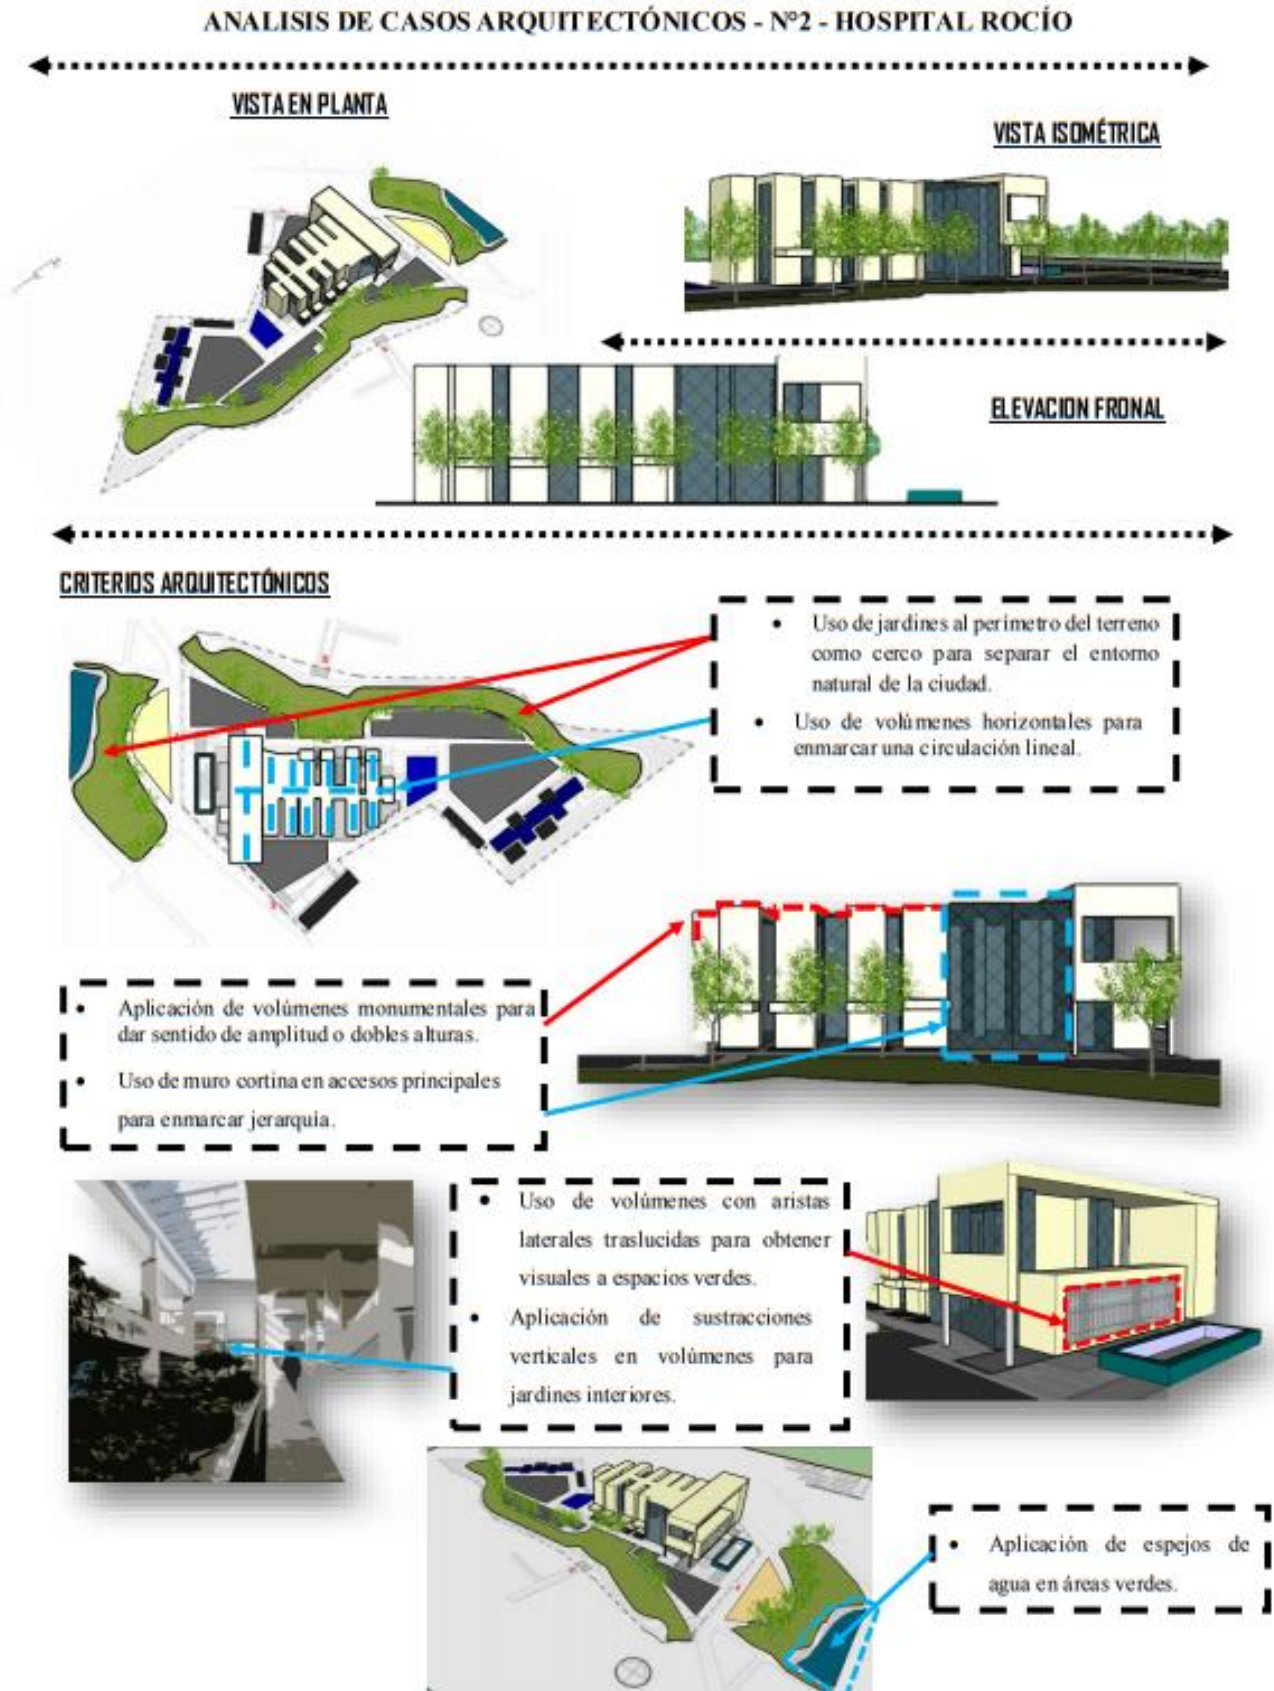 ANALISIS DE CASOS ARQUITECTÓNICOS - N°2 - HOSPITAL ROCÍO
VISTA EN PLANTA
VISTA ISOMÉTRICA
ELEVACION FRONAL
CRITERIOS ARQUITECTÓNICOS
• Uso de jardines al perímetro del terreno
como cerco para separar el entorno
natural de la ciudad.
• Uso de volúmenes horizontales para
enmarcar una circulación lineal.
• Aplicación de volúmenes monumentales para
dar sentido de amplitud o dobles alturas.
• Uso de muro cortina en accesos principales
para enmarcar jerarquía.
• Uso de volúmenes con aristas
laterales traslucidas para obtener
visuales a espacios verdes.
• Aplicación de sustracciones
verticales en volúmenes para
jardines interiores.
• Aplicación de espejos de
agua en áreas verdes.